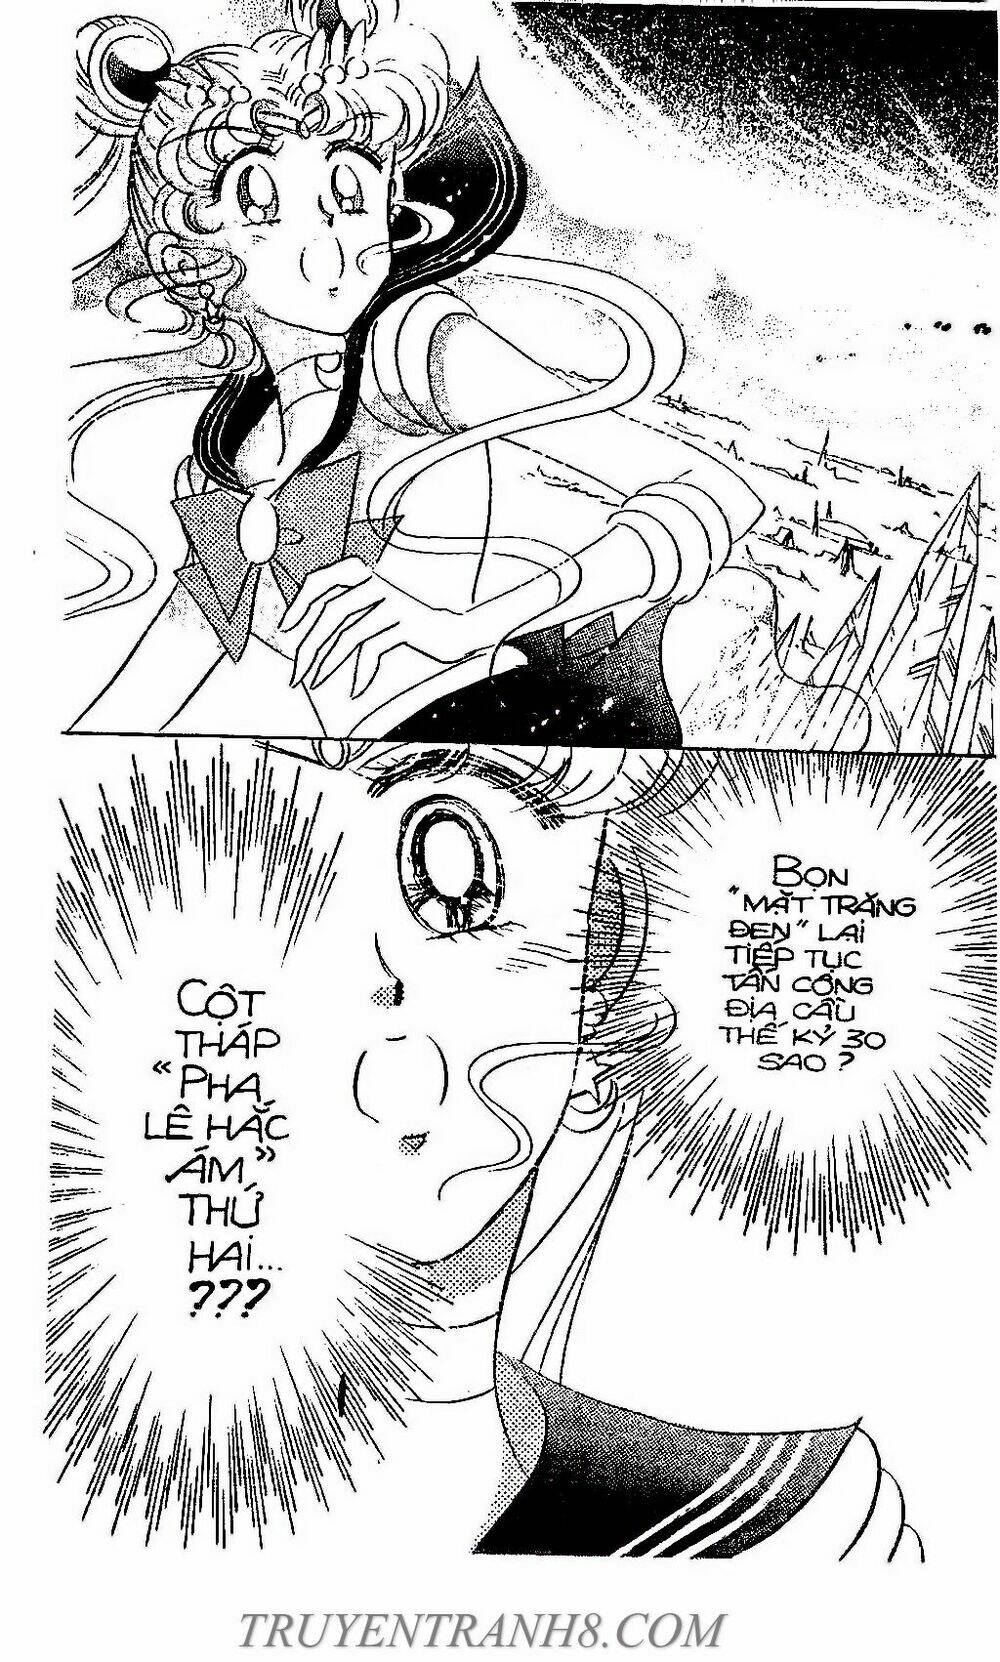 BỌN
"MẶT TRĂNG
ĐEN" LẠI
TIẾP TỤC
TẤN CÔNG
ĐỊA CẦU
THẾ KỶ 30
SAO?
CỘT
THÁP
"PHA
LÊ HẮC
ÁM"
THỨ
HAI...
???
TRUYENTRANH8.COM